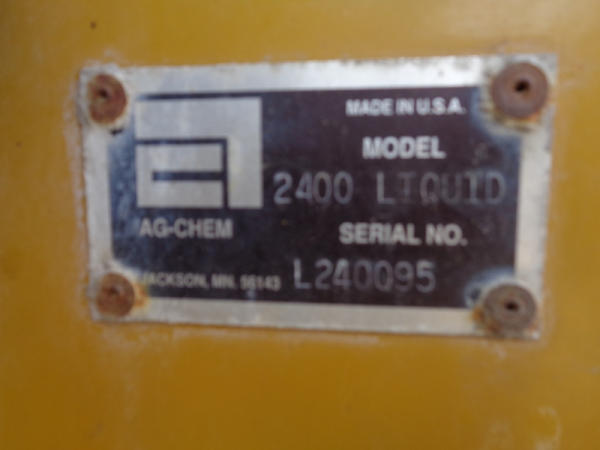 MADE IN U.S.A.
MODEL
2400 LIQUID
AG-CHEM
SERIAL NO.
JACKSON, MN. 56143
L240095